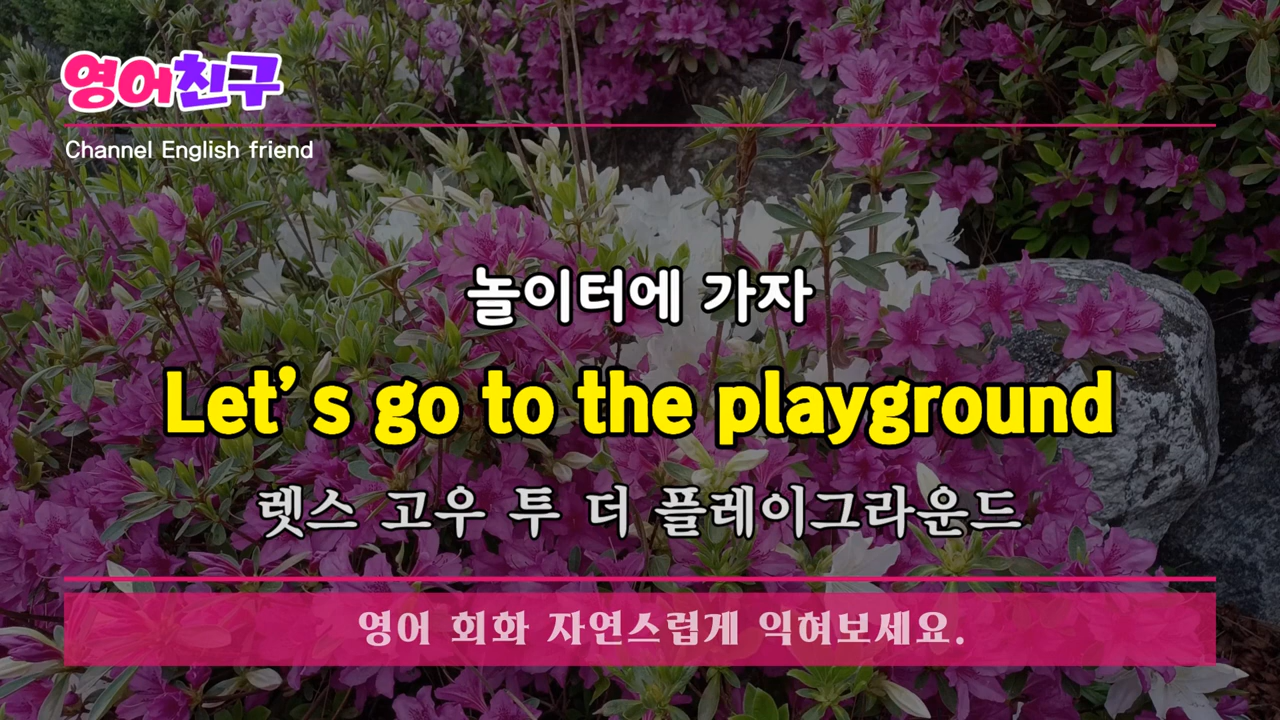 영어친구
Channel English friend
놀이터에 가자
Let's go to the playground
렛스 고우 투 더 플레이그라운드
영어 회화 자연스럽게 익혀보세요.